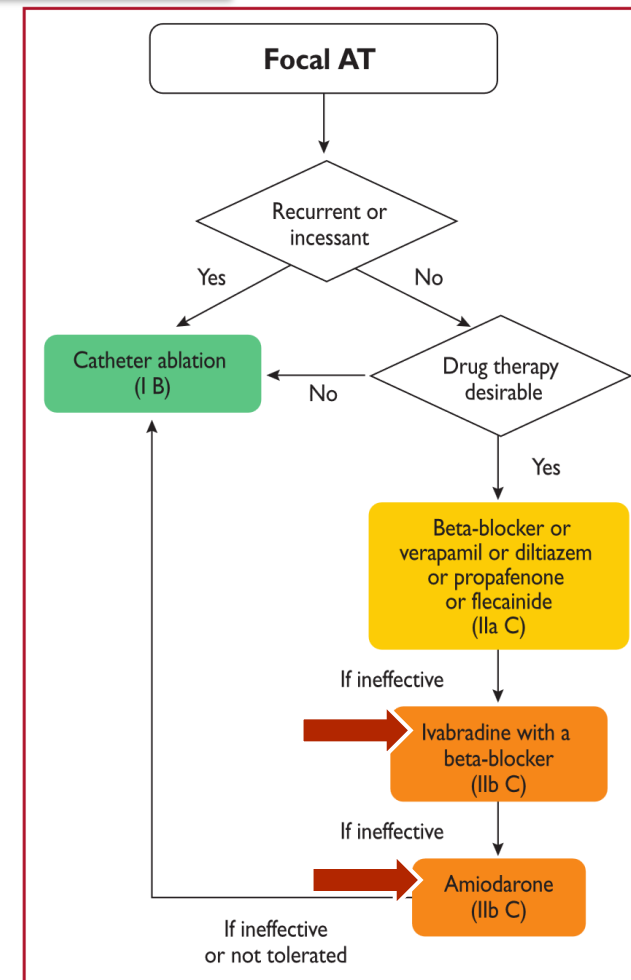 Focal AT
Recurrent or
incessant
Yes
No
Catheter ablation
(I B)
No
Drug therapy
desirable
Yes
Beta-blocker or
verapamil or diltiazem
or propafenone
or flecainide
(IIa C)
If ineffective
Ivabradine with a
beta-blocker
(IIb C)
If ineffective
Amiodarone
(IIb C)
If ineffective
or not tolerated